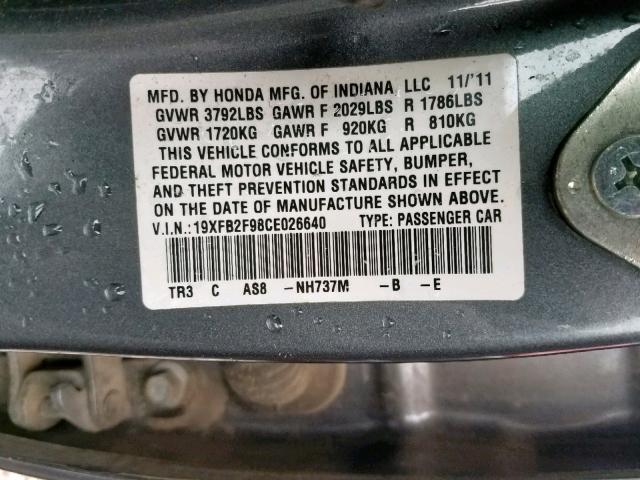 MFD. BY HONDA MFG. OF INDIANA, LLC 11/'11
GVWR 3792LBS GAWR F 2029LBS R 1786LBS
GVWR 1720KG GAWR F 920KG R 810KG
THIS VEHICLE CONFORMS TO ALL APPLICABLE
FEDERAL MOTOR VEHICLE SAFETY, BUMPER,
AND THEFT PREVENTION STANDARDS IN EFFECT
ON THE DATE OF MANUFACTURE SHOWN ABOVE.
V.I.N.: 19XFB2F98CE026640 TYPE: PASSENGER CAR
TR3 C AS8 -NH737M -B -E